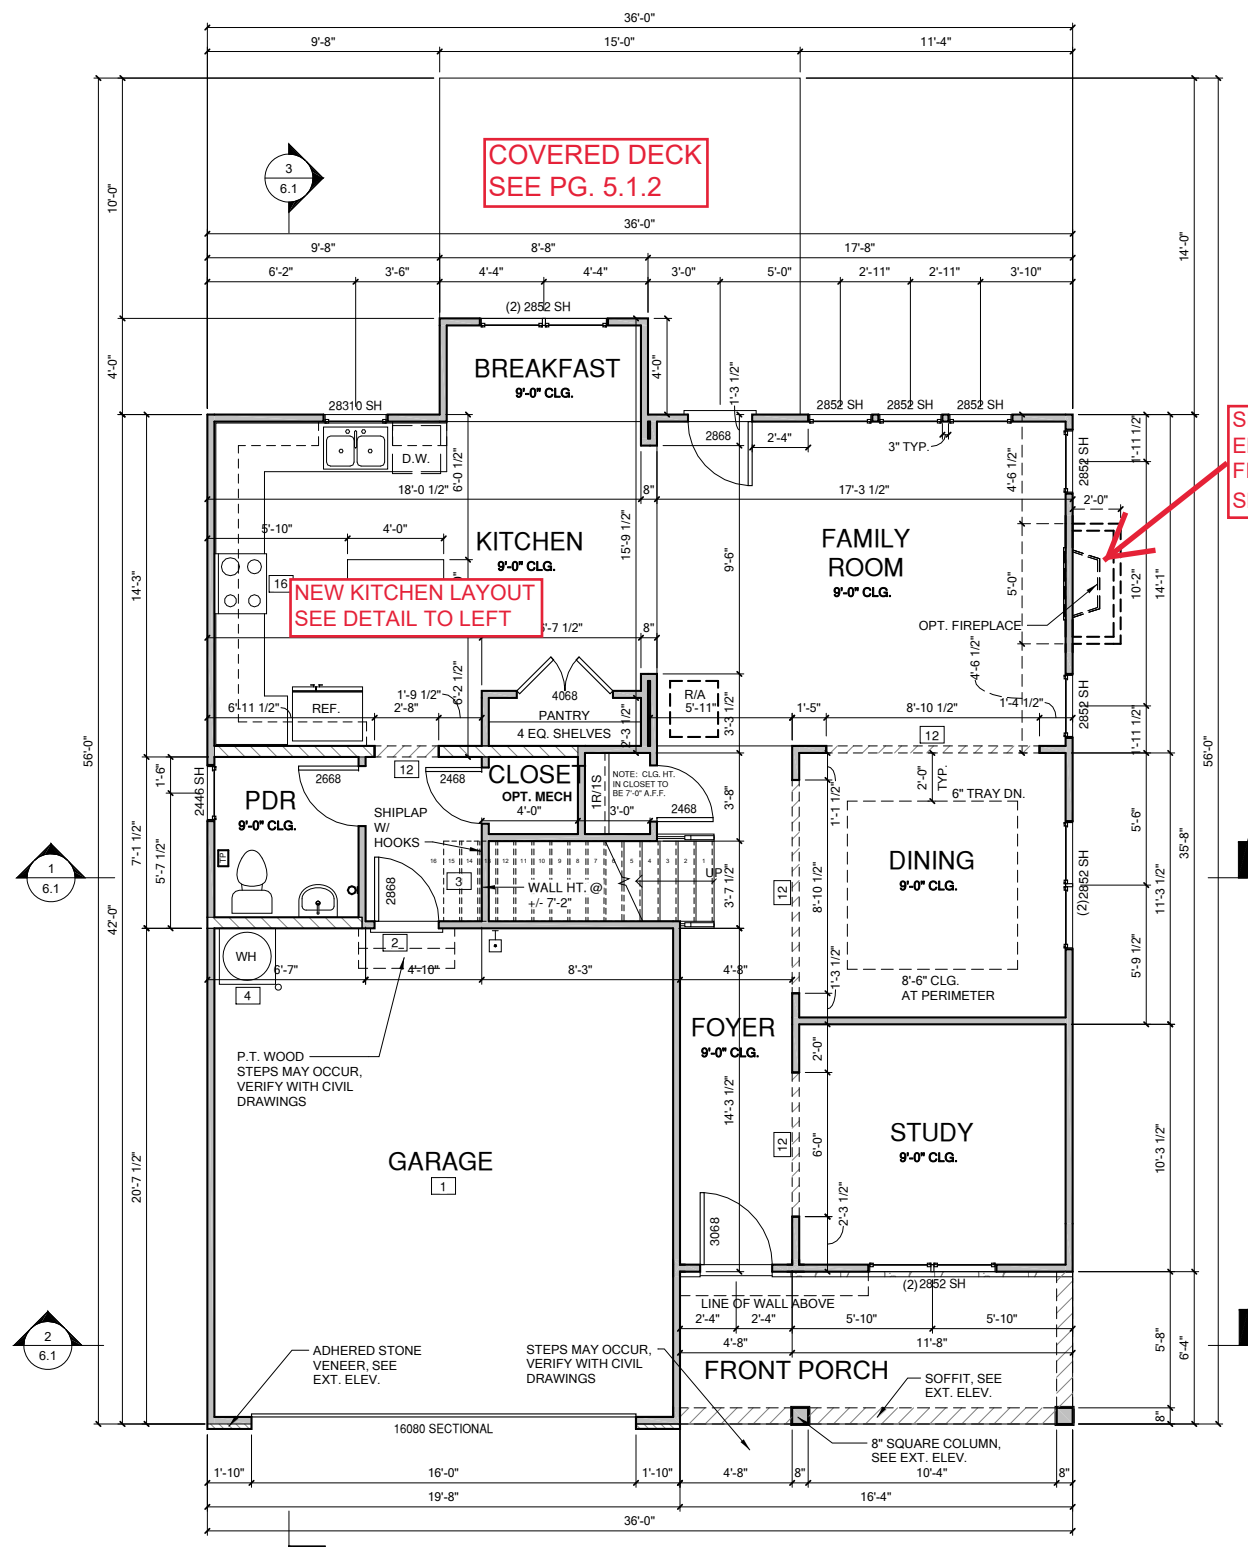 36'-0"
9'-8"
15'-0"
11'-4"
COVERED DECK
SEE PG. 5.1.2
3
6.1
10'-0"
14'-0"
36'-0"
9'-8"
8'-8"
17'-8"
6'-2"
3'-6"
4'-4"
4'-4"
3'-0"
5'-0"
2'-11"
2'-11"
3'-10"
(2) 2852 SH
4'-0"
4'-0"
BREAKFAST
9'-0" CLG.
1'-3 1/2"
28310 SH
2852 SH
2852 SH
2852 SH
2868
2'-4"
3" TYP.
D.W.
6'-0 1/2"
4'-6 1/2"
2852 SH
1'-11 1/2"
18'-0 1/2"
8"
17'-3 1/2"
2'-0"
5'-10"
4'-0"
KITCHEN
9'-0" CLG.
15'-9 1/2"
9'-6"
FAMILY
ROOM
9'-0" CLG.
5'-0"
10'-2"
14'-1"
14'-3"
16
NEW KITCHEN LAYOUT
SEE DETAIL TO LEFT
OPT. FIREPLACE
'-7 1/2"
8"
4'-6 1/2"
6'-2 1/2"
4068
PANTRY
4 EQ. SHELVES
REF.
6'-11 1/2"
2'-8"
1'-9 1/2"
2'-3 1/2"
R/A
5'-11"
3'-3 1/2"
1'-5"
8'-10 1/2"
1'-4 1/2"
2852 SH
1'-11 1/2"
12
56'-0"
56'-0"
1'-6"
2446 SH
2668
12
2468
CLOSET
OPT. MECH
4'-0"
1R/1S
NOTE: CLG. HT.
IN CLOSET TO
BE 7'-0" A.F.F.
3'-0"
2468
3'-8"
PDR
9'-0" CLG.
SHIPLAP
W/
HOOKS
2'-0"
TYP.
6" TRAY DN.
1'-1 1/2"
5'-6"
7'-1 1/2"
5'-7 1/2"
TP
2868
16 15 14 13 12 11 10 9 8 7 6 5 4 3 2 1
3
WALL HT. @
+/- 7'-2"
UP
3'-7 1/2"
12
8'-10 1/2"
DINING
9'-0" CLG.
(2)2852 SH
11'-3 1/2"
35'-8"
1
6.1
42'-0"
WH
4
6'-7"
2
4'-10"
8'-3"
4'-8"
1'-3 1/2"
8'-6" CLG.
AT PERIMETER
5'-9 1/2"
FOYER
9'-0" CLG.
P.T. WOOD
STEPS MAY OCCUR,
VERIFY WITH CIVIL
DRAWINGS
2'-0"
14'-3 1/2"
12
6'-0"
STUDY
9'-0" CLG.
10'-3 1/2"
GARAGE
1
20'-7 1/2"
3068
2'-3 1/2"
(2)2852 SH
LINE OF WALL ABOVE
2'-4"
2'-4"
5'-10"
5'-10"
4'-8"
11'-8"
5'-8"
6'-4"
2
6.1
ADHERED STONE
VENEER, SEE
EXT. ELEV.
STEPS MAY OCCUR,
VERIFY WITH CIVIL
DRAWINGS
FRONT PORCH
SOFFIT, SEE
EXT. ELEV.
8"
16080 SECTIONAL
8" SQUARE COLUMN,
SEE EXT. ELEV.
1'-10"
16'-0"
1'-10"
4'-8"
8"
10'-4"
8"
19'-8"
16'-4"
36'-0"